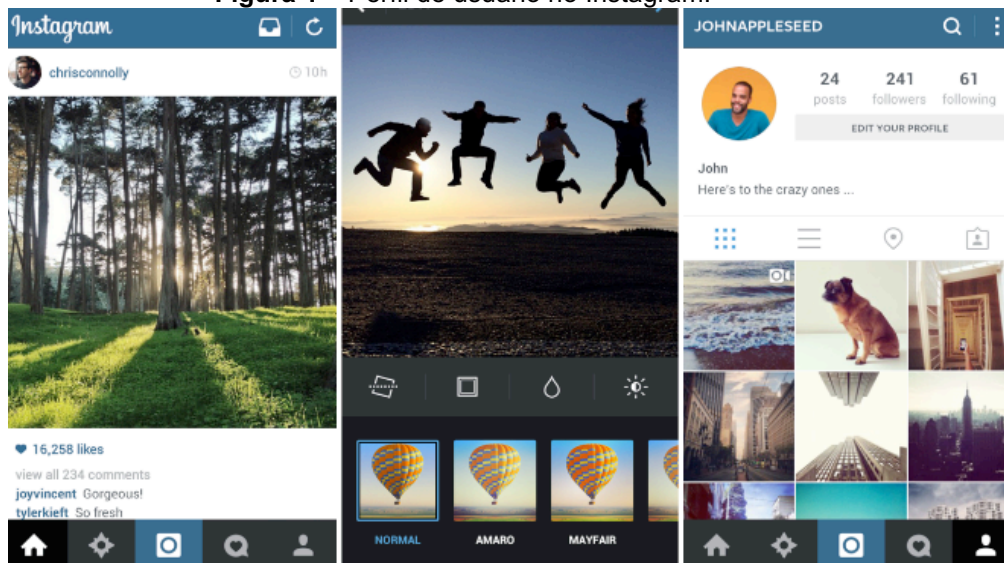 Figura 1 – Perfil de usuário no Instagram.
Instagram
chrisconnolly
10h
16,258 likes
view all 234 comments
joyvincent Gorgeous!
tylerkieft So fresh
NORMAL AMARO MAYFAIR
JOHNAPPLESEED
24 241 61
posts followers following
EDIT YOUR PROFILE
John
Here's to the crazy ones ...